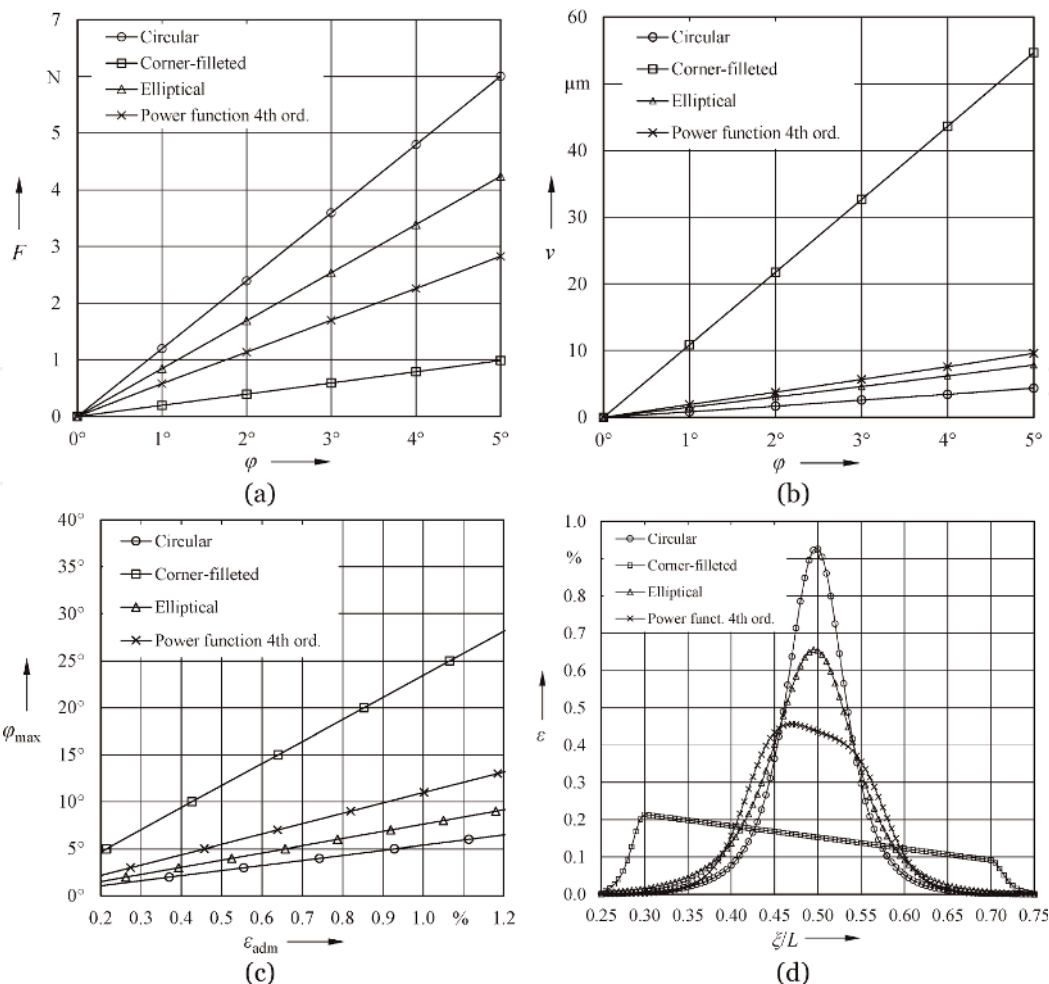 7
N
5
4
3
2
1
0
F
Circular
Corner-filleted
Elliptical
Power function 4th ord.
0° 1° 2° 3° 4° 5°
φ
(a)
60
µm
40
30
20
10
0
v
Circular
Corner-filleted
Elliptical
Power function 4th ord.
0° 1° 2° 3° 4° 5°
φ
(b)
40°
35°
30°
25°
20°
15°
10°
5°
0°
φmax
Circular
Corner-filleted
Elliptical
Power function 4th ord.
0.2 0.3 0.4 0.5 0.6 0.7 0.8 0.9 1.0 % 1.2
εadm
(c)
1.0
%
0.8
0.7
0.6
0.5
0.4
0.3
0.2
0.1
0.0
ε
Circular
Corner-filleted
Elliptical
Power funct. 4th ord.
0.25 0.30 0.35 0.40 0.45 0.50 0.55 0.60 0.65 0.70 0.75
ξ/L
(d)